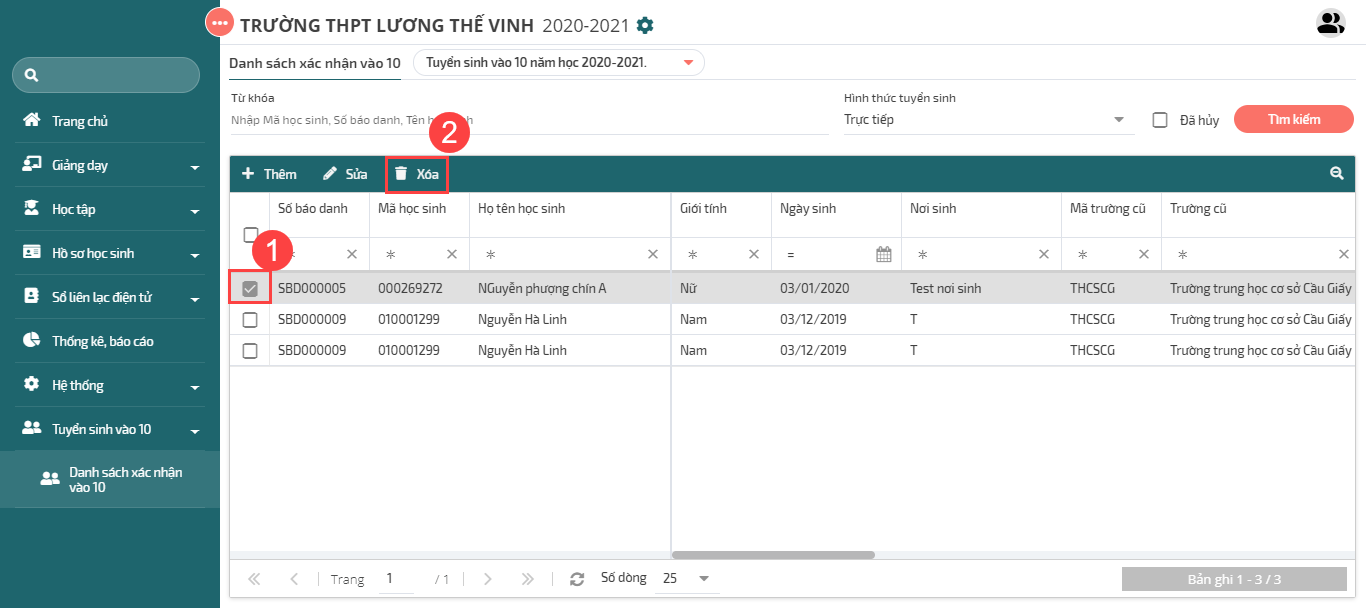 TRƯỜNG THPT LƯƠNG THẾ VINH 2020-2021
Danh sách xác nhận vào 10
Tuyển sinh vào 10 năm học 2020-2021.
Từ khóa
Nhập Mã học sinh, Số báo danh, Tên
Hình thức tuyển sinh
Trực tiếp
Đã hủy
Tìm kiếm
Trang chủ
Giảng dạy
Học tập
Hồ sơ học sinh
Sổ liên lạc điện tử
Thống kê, báo cáo
Hệ thống
Tuyển sinh vào 10
Danh sách xác nhận
vào 10
2
Thêm Sửa Xóa
Số báo danh Mã học sinh Họ tên học sinh Giới tính Ngày sinh Nơi sinh Mã trường cũ Trường cũ
1
* * * * = * * *
SBD000005 000269272 NGuyễn phượng chín A Nữ 03/01/2020 Test nơi sinh THCSCG Trường trung học cơ sở Cầu Giấy
SBD000009 010001299 Nguyễn Hà Linh Nam 03/12/2019 T THCSCG Trường trung học cơ sở Cầu Giấy
SBD000009 010001299 Nguyễn Hà Linh Nam 03/12/2019 T THCSCG Trường trung học cơ sở Cầu Giấy
Trang 1 / 1 Số dòng 25 Bản ghi 1 - 3 / 3